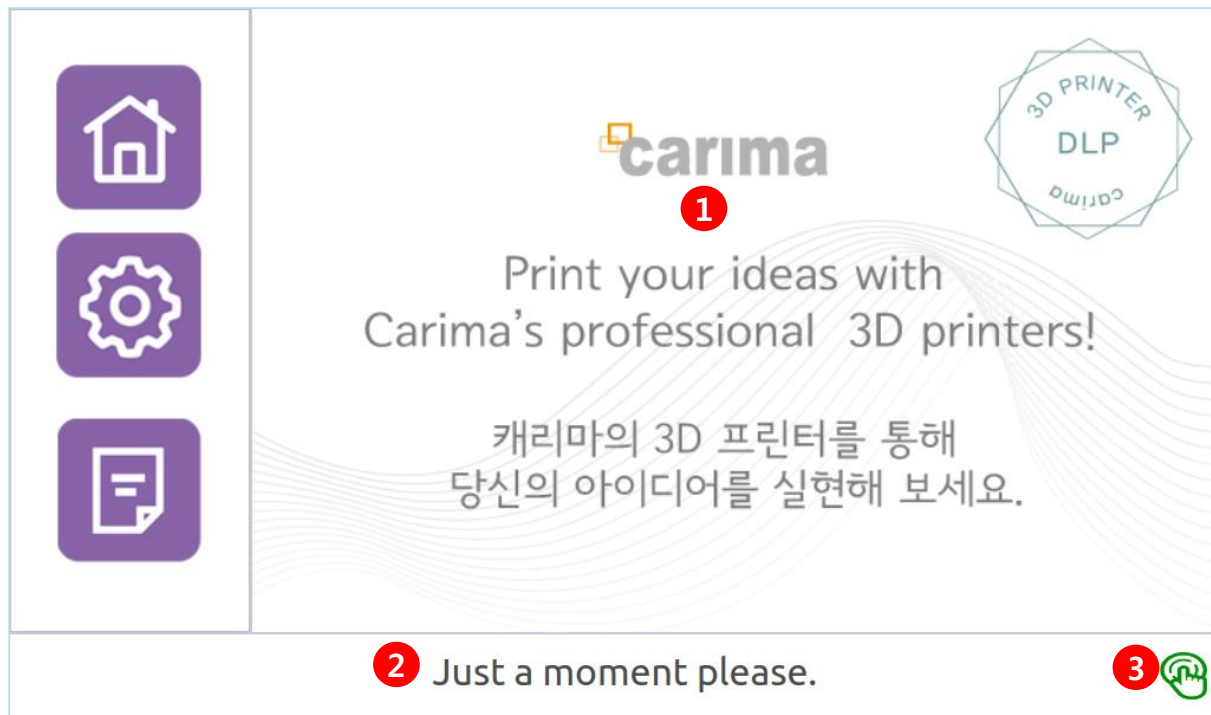 carima
3D PRINTER
DLP
carima
1
Print your ideas with
Carima's professional 3D printers!
캐리마의 3D 프린터를 통해
당신의 아이디어를 실현해 보세요.
2 Just a moment please.
3